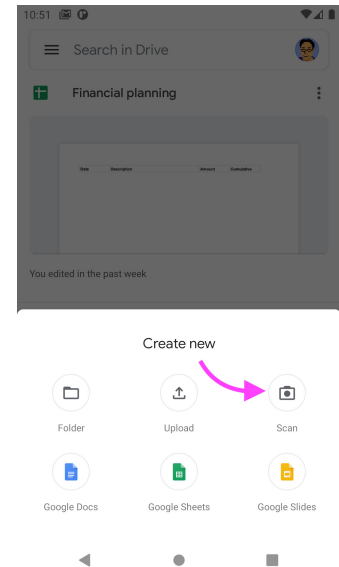 10:51
Search in Drive
Financial planning
Date Description Amount Cumulative
You edited in the past week
Create new
Folder Upload Scan
Google Docs Google Sheets Google Slides